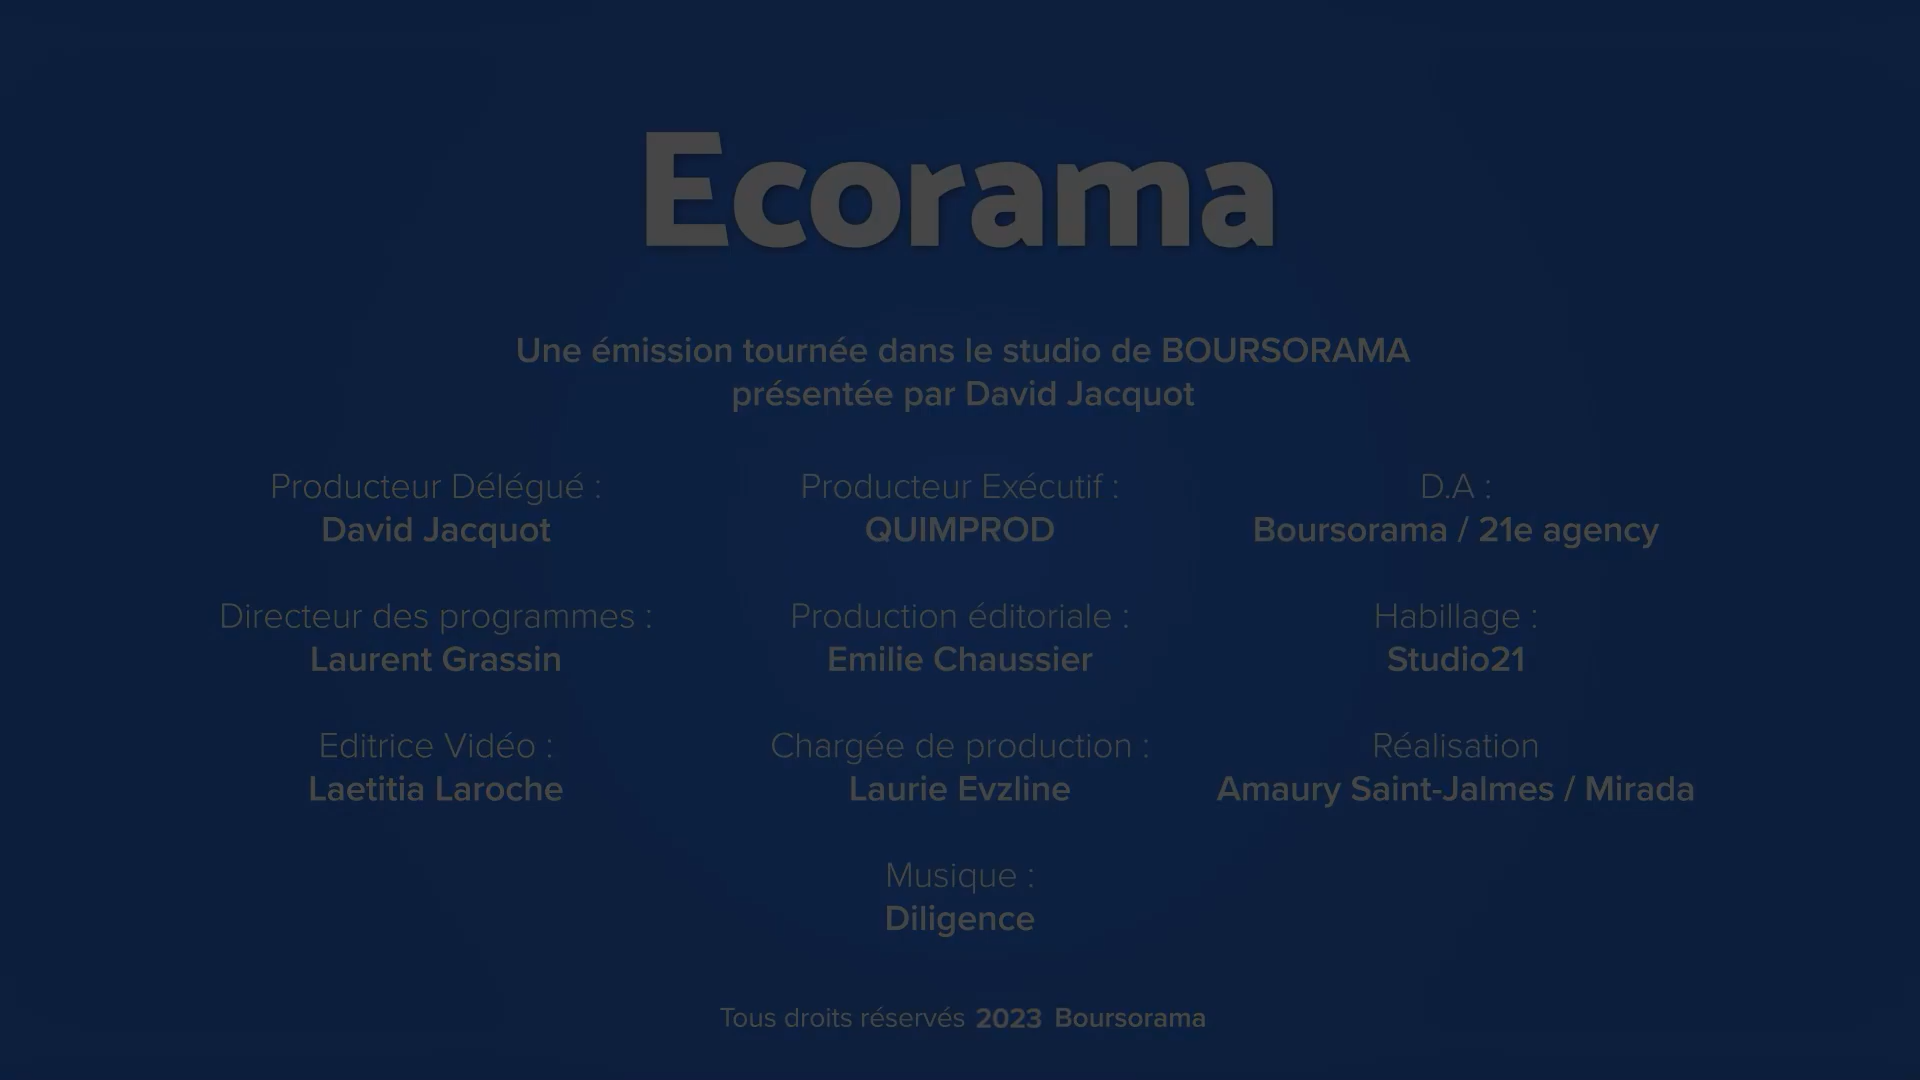 Ecorama
Une émission tournée dans le studio de BOURSORAMA
présentée par David Jacquot
Producteur Délégué :
David Jacquot
Producteur Exécutif :
QUIMPROD
D.A :
Boursorama / 21e agency
Directeur des programmes :
Laurent Grassin
Production éditoriale :
Emilie Chaussier
Habillage :
Studio21
Editrice Vidéo :
Laetitia Laroche
Chargée de production :
Laurie Evzline
Réalisation
Amaury Saint-Jalmes / Mirada
Musique :
Diligence
Tous droits réservés 2023 Boursorama